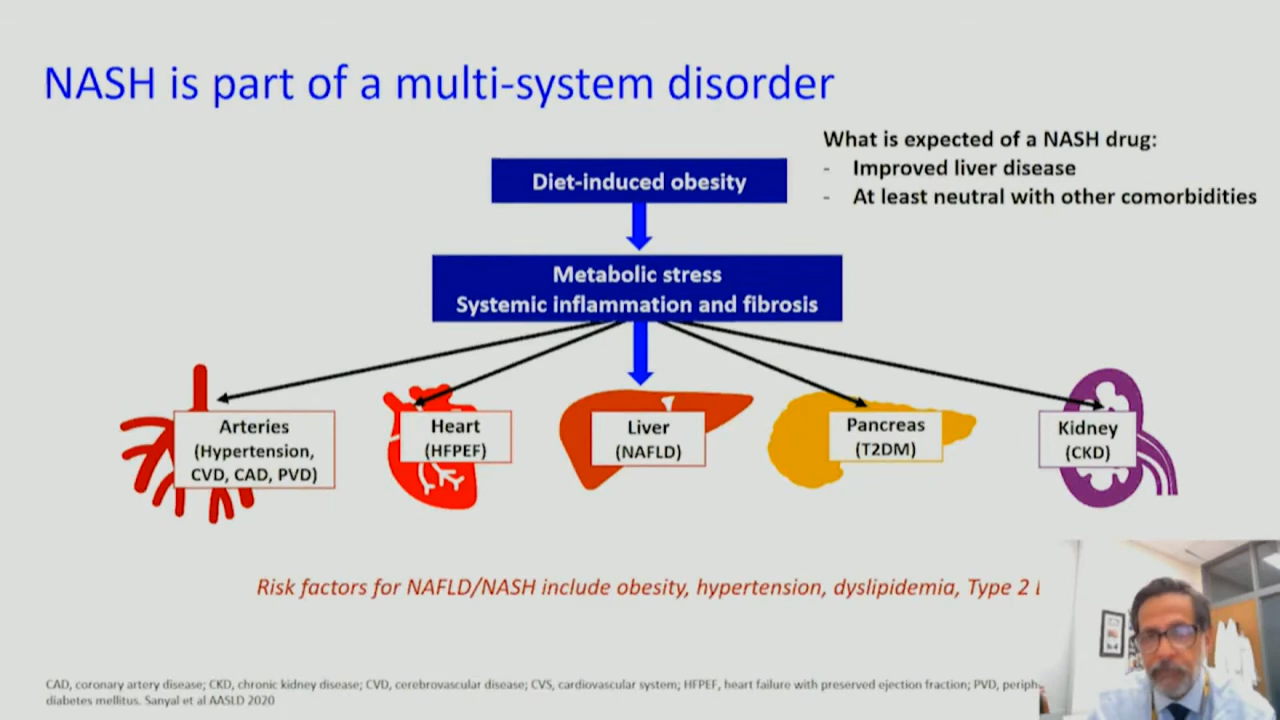 NASH is part of a multi-system disorder
What is expected of a NASH drug:
- Improved liver disease
- At least neutral with other comorbidities
Diet-induced obesity
Metabolic stress
Systemic inflammation and fibrosis
Arteries
(Hypertension,
CVD, CAD, PVD)
Heart
(HFPEF)
Liver
(NAFLD)
Pancreas
(T2DM)
Kidney
(CKD)
Risk factors for NAFLD/NASH include obesity, hypertension, dyslipidemia, Type 2
CAD, coronary artery disease; CKD, chronic kidney disease; CVD, cerebrovascular disease; CVS, cardiovascular system; HFPEF, heart failure with preserved ejection fraction; PVD, periph
diabetes mellitus. Sanyal et al AASLD 2020